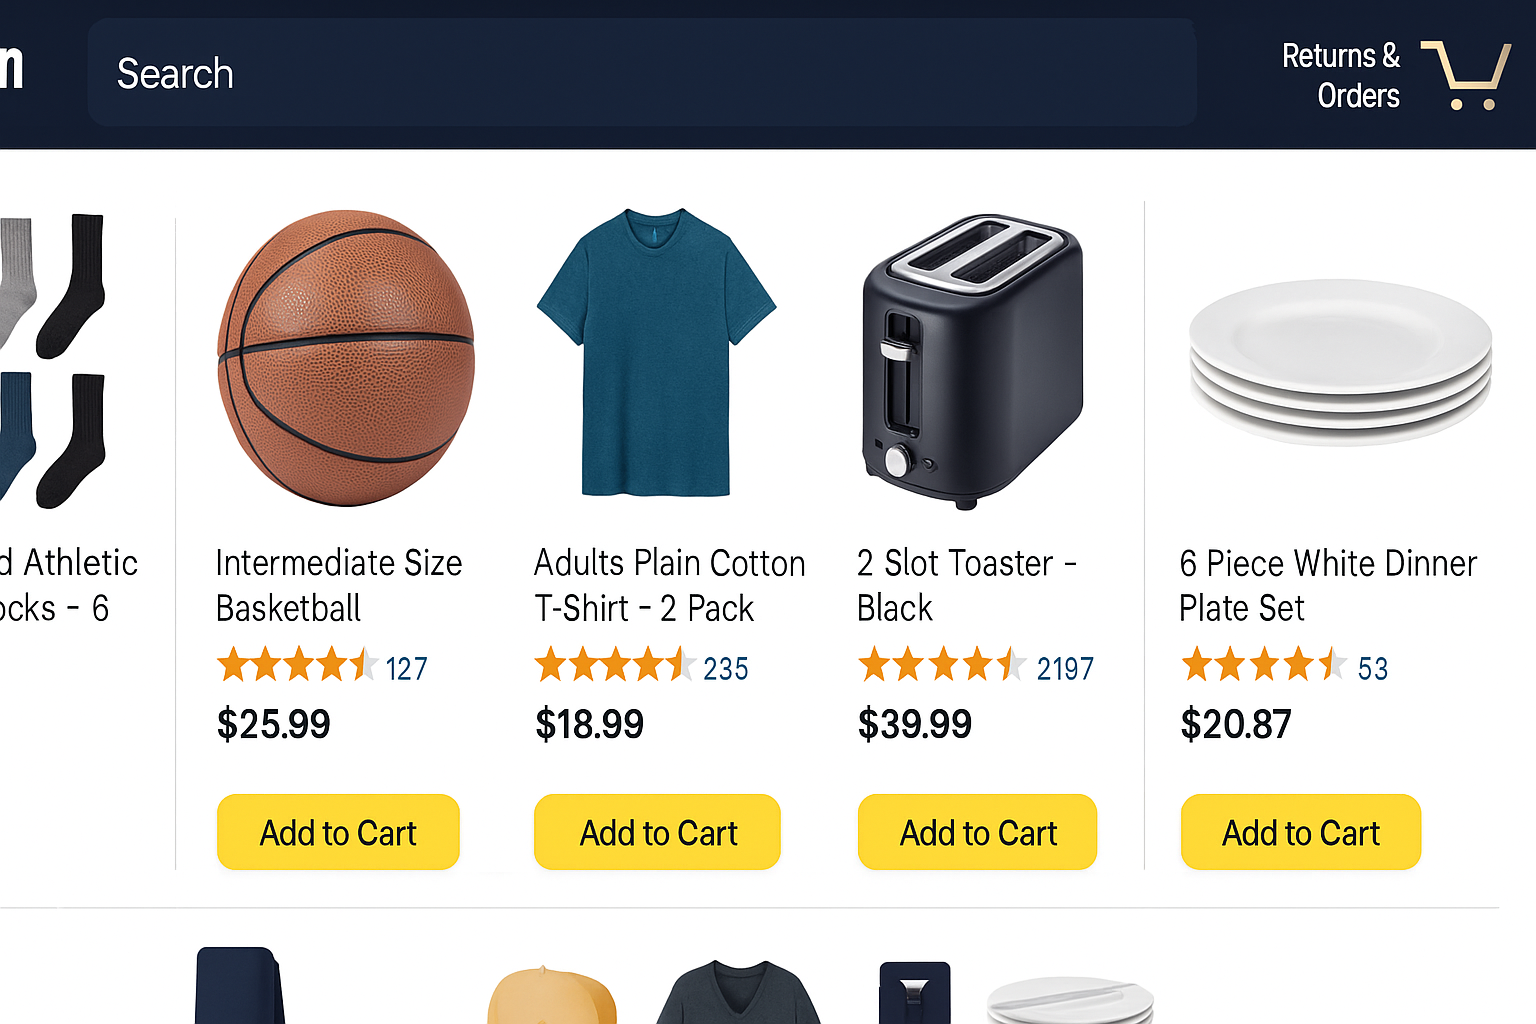 n
Search
Returns &
Orders
d Athletic
ocks - 6
Intermediate Size
Basketball
127
$25.99
Add to Cart
Adults Plain Cotton
T-Shirt - 2 Pack
235
$18.99
Add to Cart
2 Slot Toaster -
Black
2197
$39.99
Add to Cart
6 Piece White Dinner
Plate Set
53
$20.87
Add to Cart